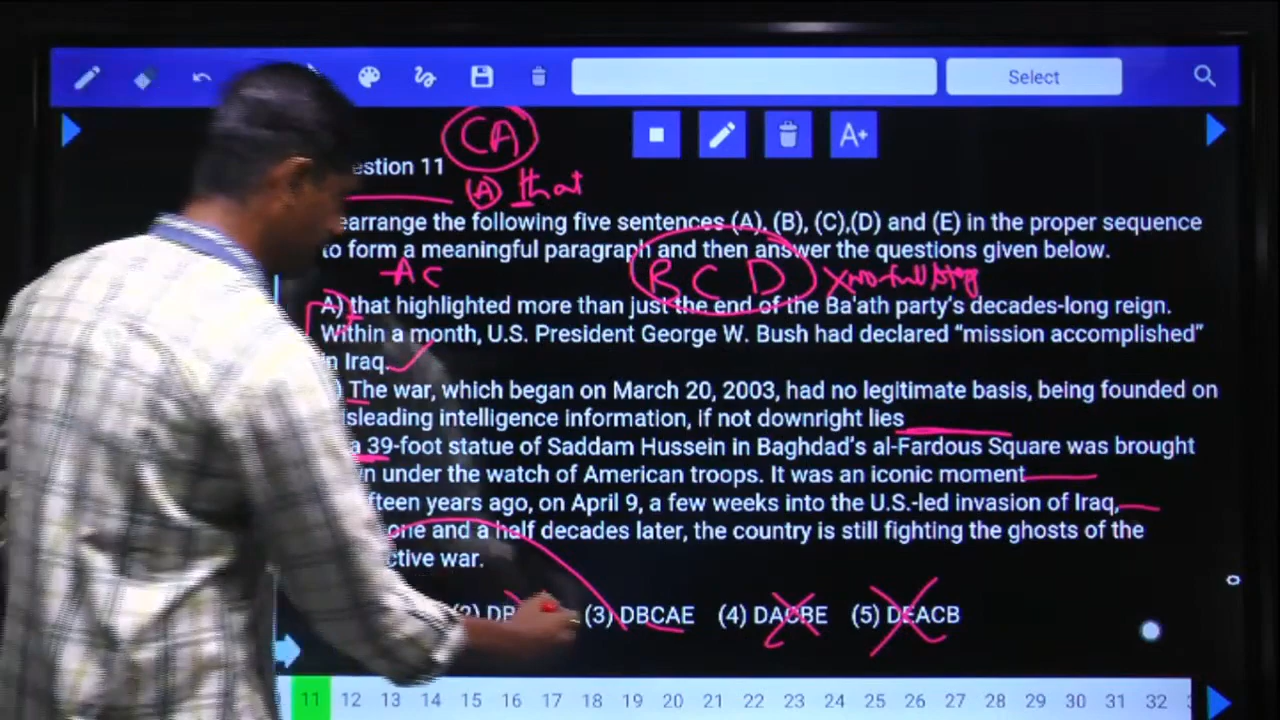 Select
CA
estion 11
(A) that
earrange the following five sentences (A), (B), (C),(D) and (E) in the proper sequence
to form a meaningful paragraph and then answer the questions given below.
AC
B C D
A) that highlighted more than just the end of the Ba'ath party's decades-long reign.
Within a month, U.S. President George W. Bush had declared “mission accomplished”
in Iraq.
) The war, which began on March 20, 2003, had no legitimate basis, being founded on
isleading intelligence information, if not downright lies
a 39-foot statue of Saddam Hussein in Baghdad's al-Fardous Square was brought
n under the watch of American troops. It was an iconic moment
ifteen years ago, on April 9, a few weeks into the U.S.-led invasion of Iraq,
one and a half decades later, the country is still fighting the ghosts of the
ctive war.
(2) DB (3) DBCAE (4) DACBE (5) DEACB
11 12 13 14 15 16 17 18 19 20 21 22 23 24 25 26 27 28 29 30 31 32